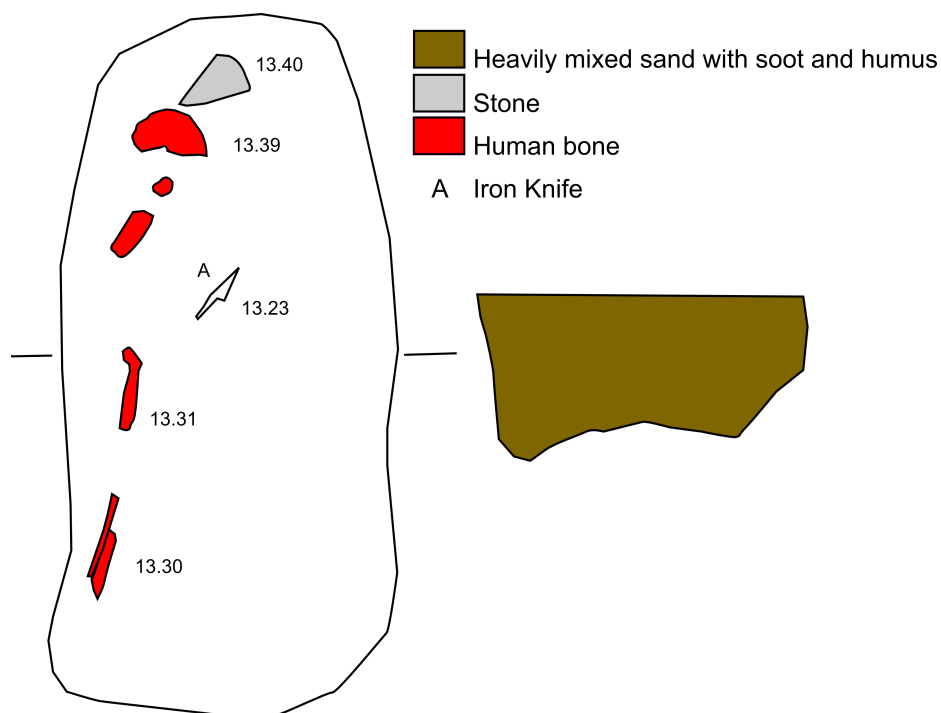 13.40
13.39
A
13.23
13.31
13.30
Heavily mixed sand with soot and humus
Stone
Human bone
A Iron Knife